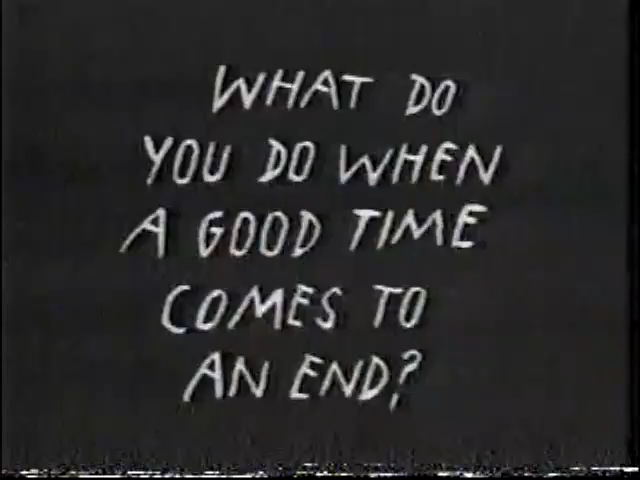 WHAT DO
YOU DO WHEN
A GOOD TIME
COMES TO
AN END?